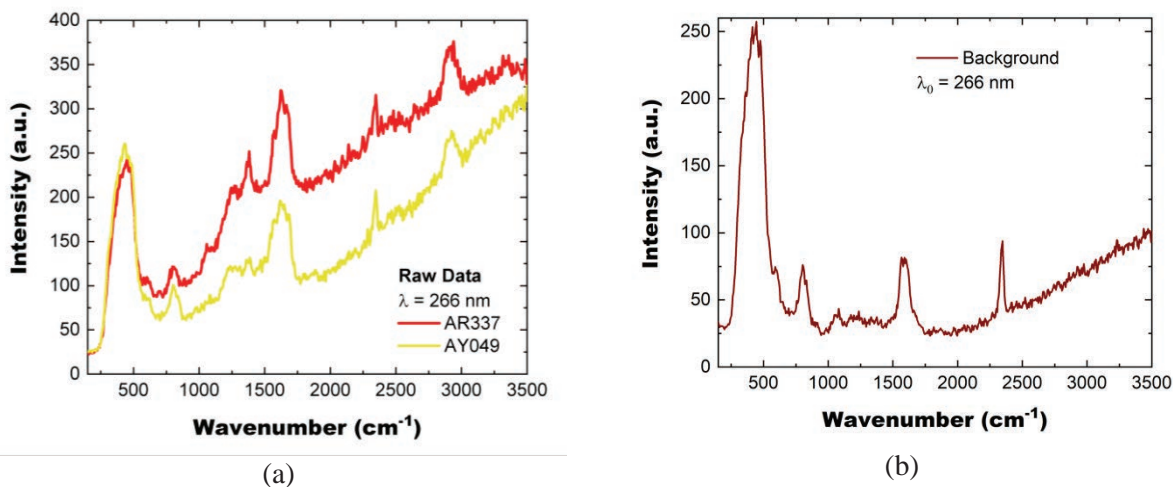 400
350
300
250
200
150
100
50
0
Intensity (a.u.)
Raw Data
λ = 266 nm
AR337
AY049
500 1000 1500 2000 2500 3000 3500
Wavenumber (cm⁻¹)
(a)
250
200
150
100
50
0
Intensity (a.u.)
Background
λ₀ = 266 nm
500 1000 1500 2000 2500 3000 3500
Wavenumber (cm⁻¹)
(b)